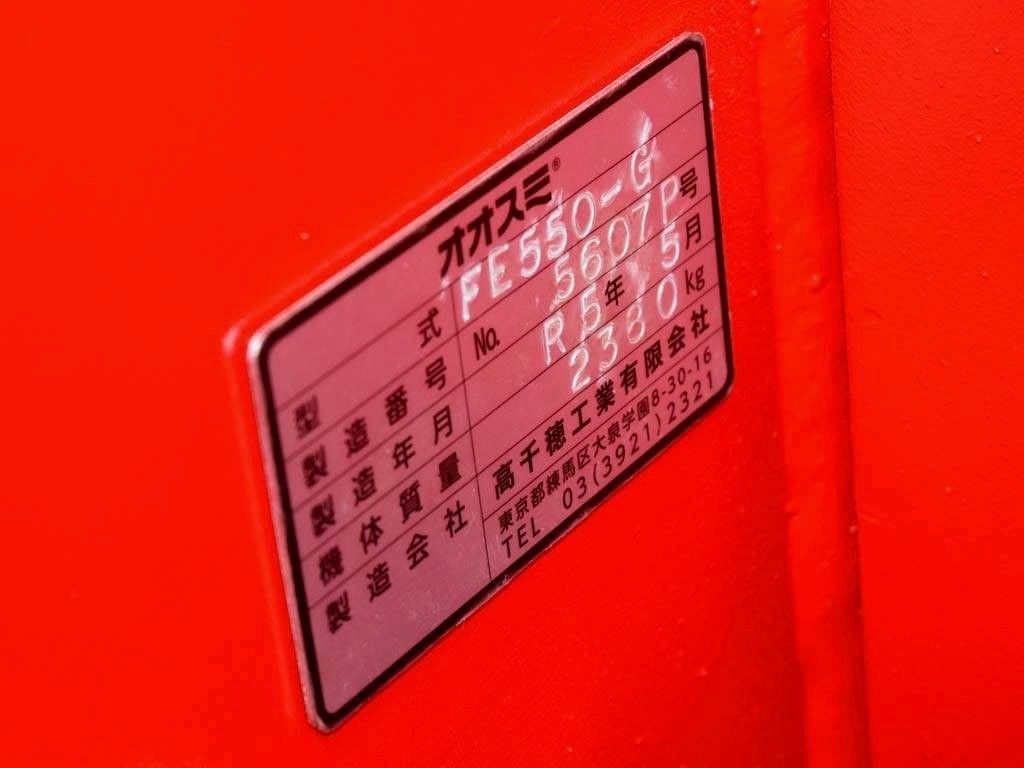 オオスミ®
型式 FE550-G
製造番号 No. 5607P号
製造年月 R5年5月
機体質量 2380kg
製造会社 高千穂工業有限会社
東京都練馬区大泉学園8-30-16
TEL 03(3921)2321